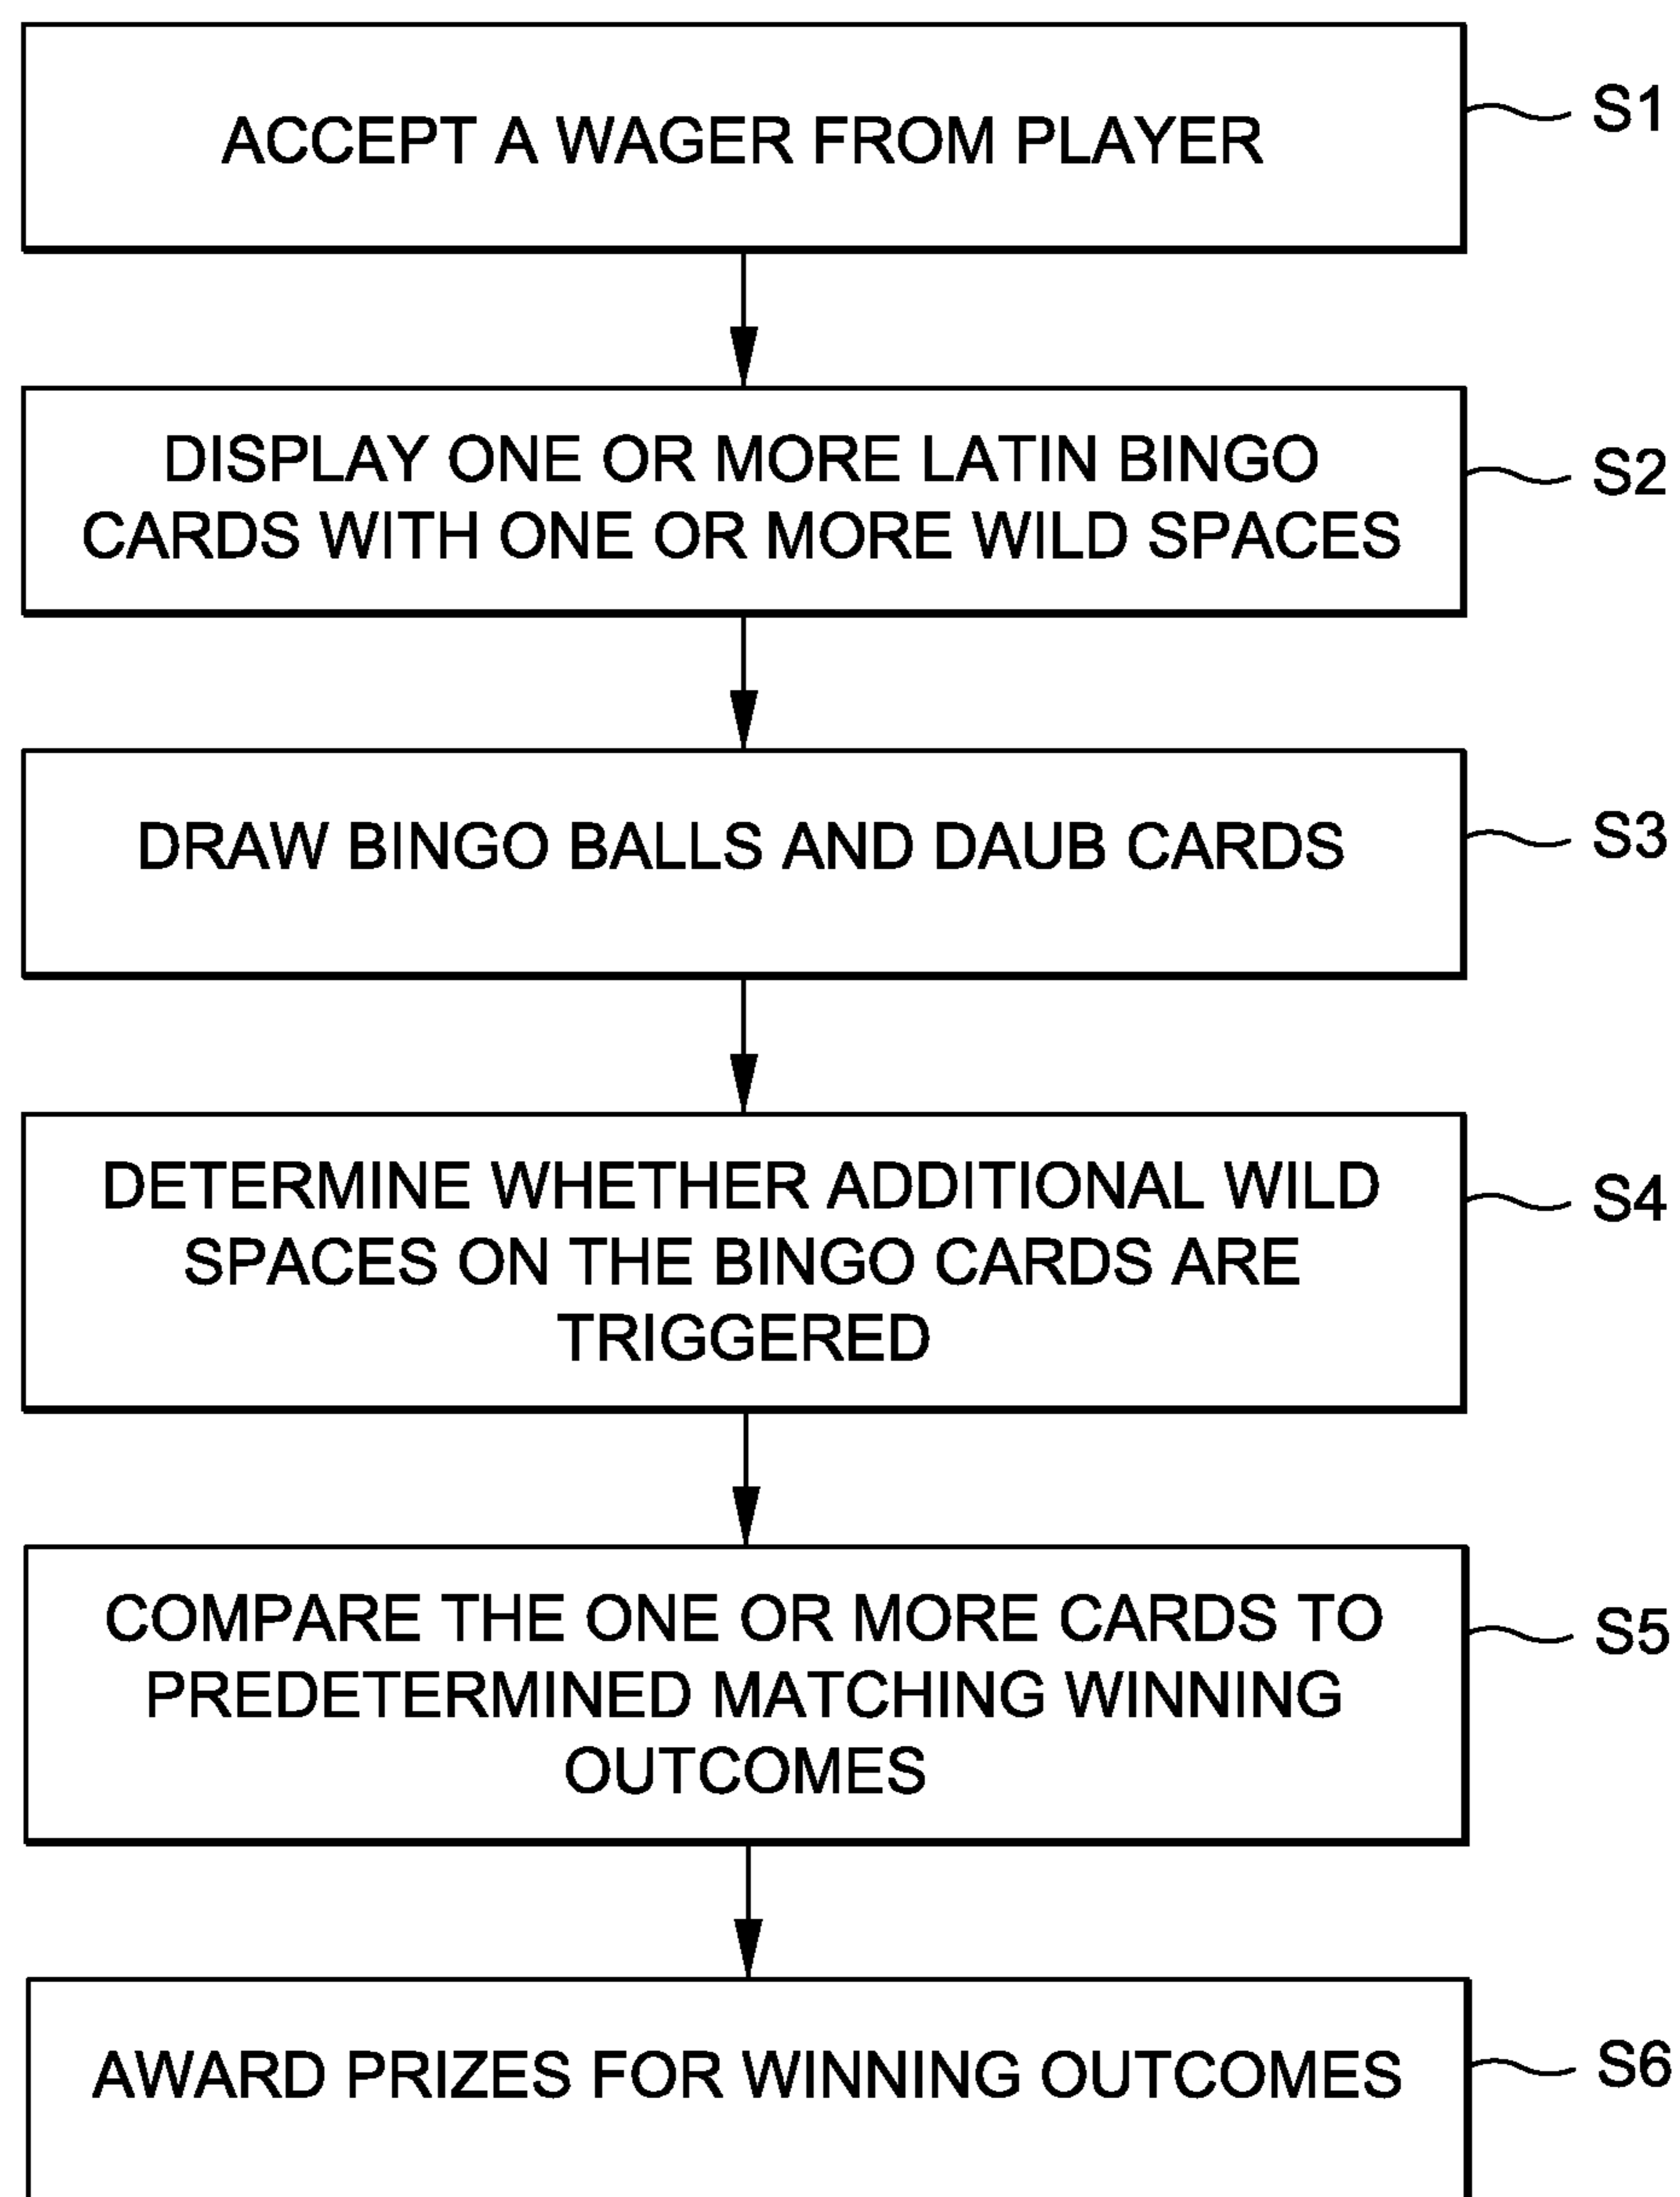 ACCEPT A WAGER FROM PLAYER
S1
DISPLAY ONE OR MORE LATIN BINGO
CARDS WITH ONE OR MORE WILD SPACES
S2
DRAW BINGO BALLS AND DAUB CARDS
S3
DETERMINE WHETHER ADDITIONAL WILD
SPACES ON THE BINGO CARDS ARE
TRIGGERED
S4
COMPARE THE ONE OR MORE CARDS TO
PREDETERMINED MATCHING WINNING
OUTCOMES
S5
AWARD PRIZES FOR WINNING OUTCOMES
S6